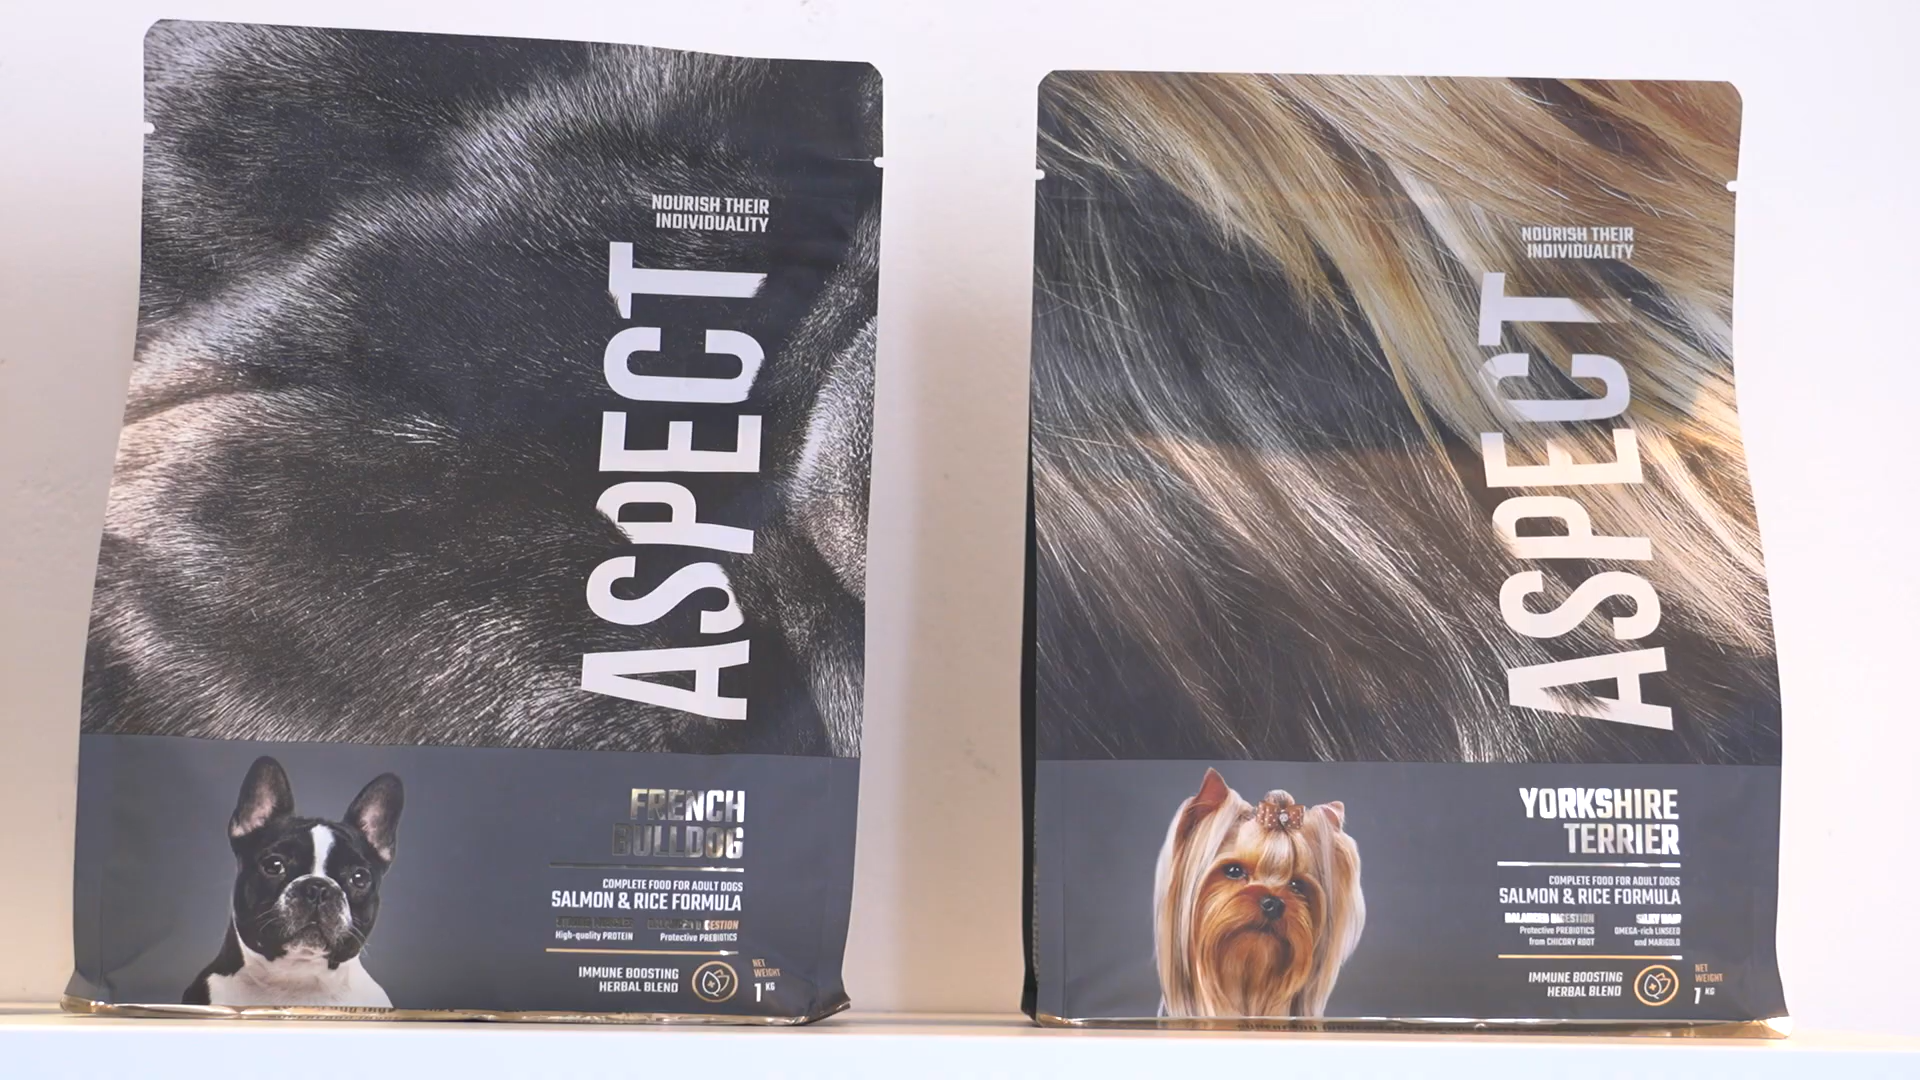 NOURISH THEIR
INDIVIDUALITY
ASPECT
FRENCH
BULLDOG
COMPLETE FOOD FOR ADULT DOGS
SALMON & RICE FORMULA
High-quality PROTEIN
Protective PREBIOTICS
IMMUNE BOOSTING
HERBAL BLEND
NET
WEIGHT
1 KG
NOURISH THEIR
INDIVIDUALITY
ASPECT
YORKSHIRE
TERRIER
COMPLETE FOOD FOR ADULT DOGS
SALMON & RICE FORMULA
BALANCED DIGESTION
Protective PREBIOTICS
from CHICORY ROOT
SILKY HAIR
OMEGA-rich LINSEED
and MARIGOLD
IMMUNE BOOSTING
HERBAL BLEND
NET
WEIGHT
1 KG